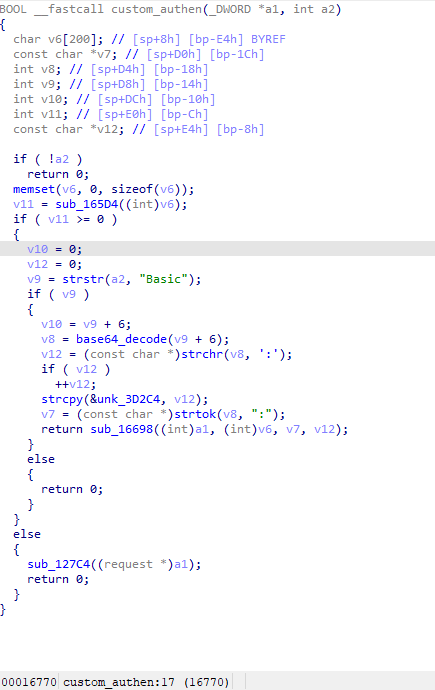 BOOL __fastcall custom_authen(_DWORD *a1, int a2)
{
  char v6[200]; // [sp+8h] [bp-E4h] BYREF
  const char *v7; // [sp+D0h] [bp-1Ch]
  int v8; // [sp+D4h] [bp-18h]
  int v9; // [sp+D8h] [bp-14h]
  int v10; // [sp+DCh] [bp-10h]
  int v11; // [sp+E0h] [bp-Ch]
  const char *v12; // [sp+E4h] [bp-8h]

  if ( !a2 )
    return 0;
  memset(v6, 0, sizeof(v6));
  v11 = sub_165D4((int)v6);
  if ( v11 >= 0 )
  {
    v10 = 0;
    v12 = 0;
    v9 = strstr(a2, "Basic");
    if ( v9 )
    {
      v10 = v9 + 6;
      v8 = base64_decode(v9 + 6);
      v12 = (const char *)strchr(v8, ':');
      if ( v12 )
        ++v12;
      strcpy(&unk_3D2C4, v12);
      v7 = (const char *)strtok(v8, ":");
      return sub_16698((int)a1, (int)v6, v7, v12);
    }
    else
    {
      return 0;
    }
  }
  else
  {
    sub_127C4((request *)a1);
    return 0;
  }
}
00016770 custom_authen:17 (16770)